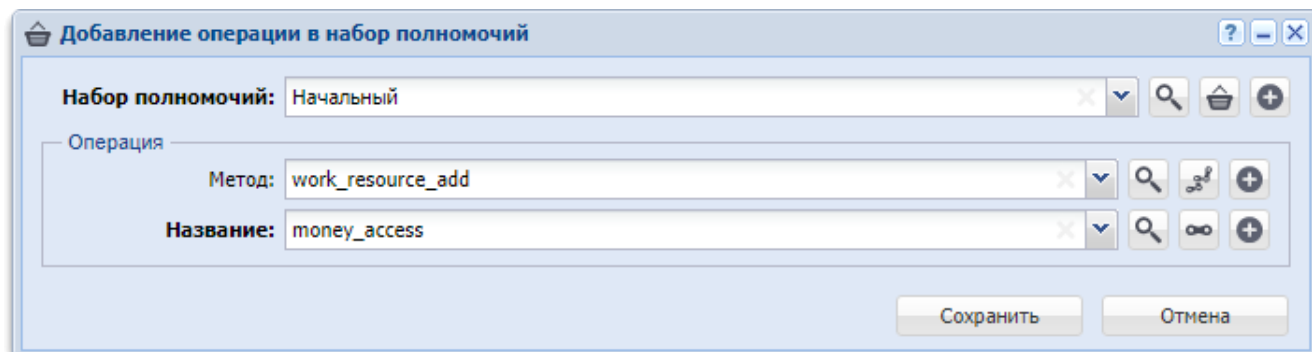 Добавление операции в набор полномочий
Набор полномочий: Начальный
Операция
Метод: work_resource_add
Название: money_access
Сохранить Отмена